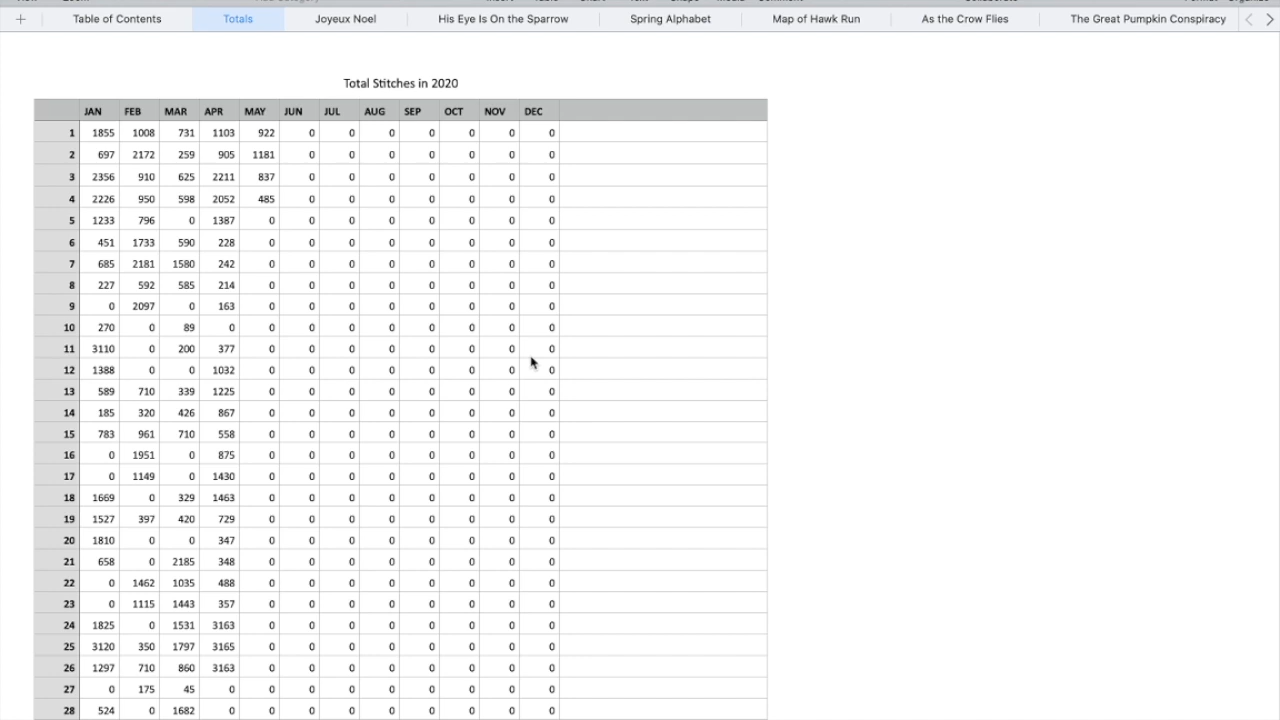 Table of Contents Totals Joyeux Noel His Eye Is On the Sparrow Spring Alphabet Map of Hawk Run As the Crow Flies The Great Pumpkin Conspiracy
Total Stitches in 2020
JAN FEB MAR APR MAY JUN JUL AUG SEP OCT NOV DEC
1 1855 1008 731 1103 922 0 0 0 0 0 0 0
2 697 2172 259 905 1181 0 0 0 0 0 0 0
3 2356 910 625 2211 837 0 0 0 0 0 0 0
4 2226 950 598 2052 485 0 0 0 0 0 0 0
5 1233 796 0 1387 0 0 0 0 0 0 0 0
6 451 1733 590 228 0 0 0 0 0 0 0 0
7 685 2181 1580 242 0 0 0 0 0 0 0 0
8 227 592 585 214 0 0 0 0 0 0 0 0
9 0 2097 0 163 0 0 0 0 0 0 0 0
10 270 0 89 0 0 0 0 0 0 0 0 0
11 3110 0 200 377 0 0 0 0 0 0 0 0
12 1388 0 0 1032 0 0 0 0 0 0 0 0
13 589 710 339 1225 0 0 0 0 0 0 0 0
14 185 320 426 867 0 0 0 0 0 0 0 0
15 783 961 710 558 0 0 0 0 0 0 0 0
16 0 1951 0 875 0 0 0 0 0 0 0 0
17 0 1149 0 1430 0 0 0 0 0 0 0 0
18 1669 0 329 1463 0 0 0 0 0 0 0 0
19 1527 397 420 729 0 0 0 0 0 0 0 0
20 1810 0 0 347 0 0 0 0 0 0 0 0
21 658 0 2185 348 0 0 0 0 0 0 0 0
22 0 1462 1035 488 0 0 0 0 0 0 0 0
23 0 1115 1443 357 0 0 0 0 0 0 0 0
24 1825 0 1531 3163 0 0 0 0 0 0 0 0
25 3120 350 1797 3165 0 0 0 0 0 0 0 0
26 1297 710 860 3163 0 0 0 0 0 0 0 0
27 0 175 45 0 0 0 0 0 0 0 0 0
28 524 0 1682 0 0 0 0 0 0 0 0 0